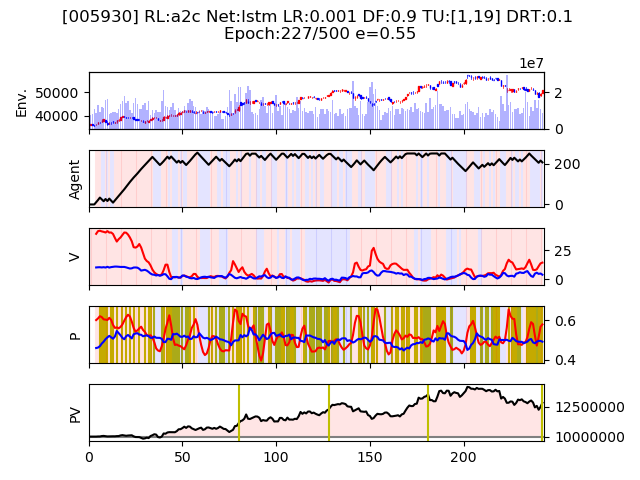 [005930] RL:a2c Net:lstm LR:0.001 DF:0.9 TU:[1,19] DRT:0.1
Epoch:227/500 e=0.55
1e7
Env.
50000
40000
2
0
Agent
200
0
V
25
0
P
0.6
0.4
PV
12500000
10000000
0
50
100
150
200